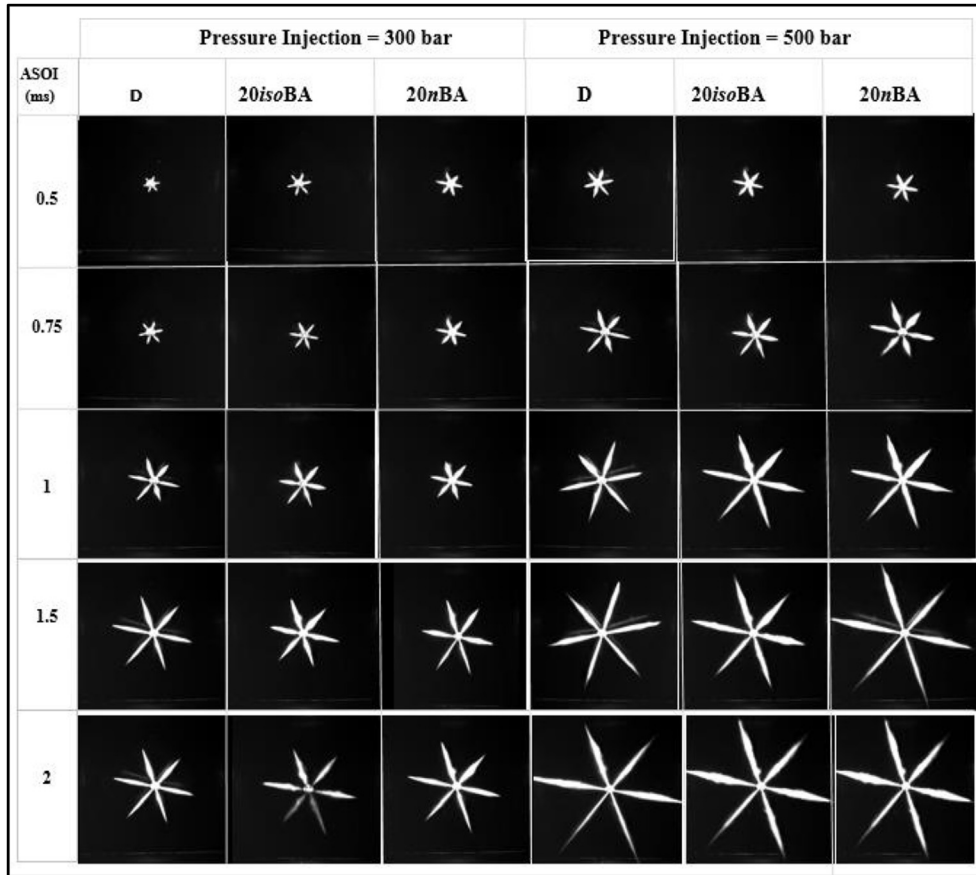 Pressure Injection = 300 bar Pressure Injection = 500 bar
ASOI
(ms) D 20isoBA 20nBA D 20isoBA 20nBA
0.5
0.75
1
1.5
2